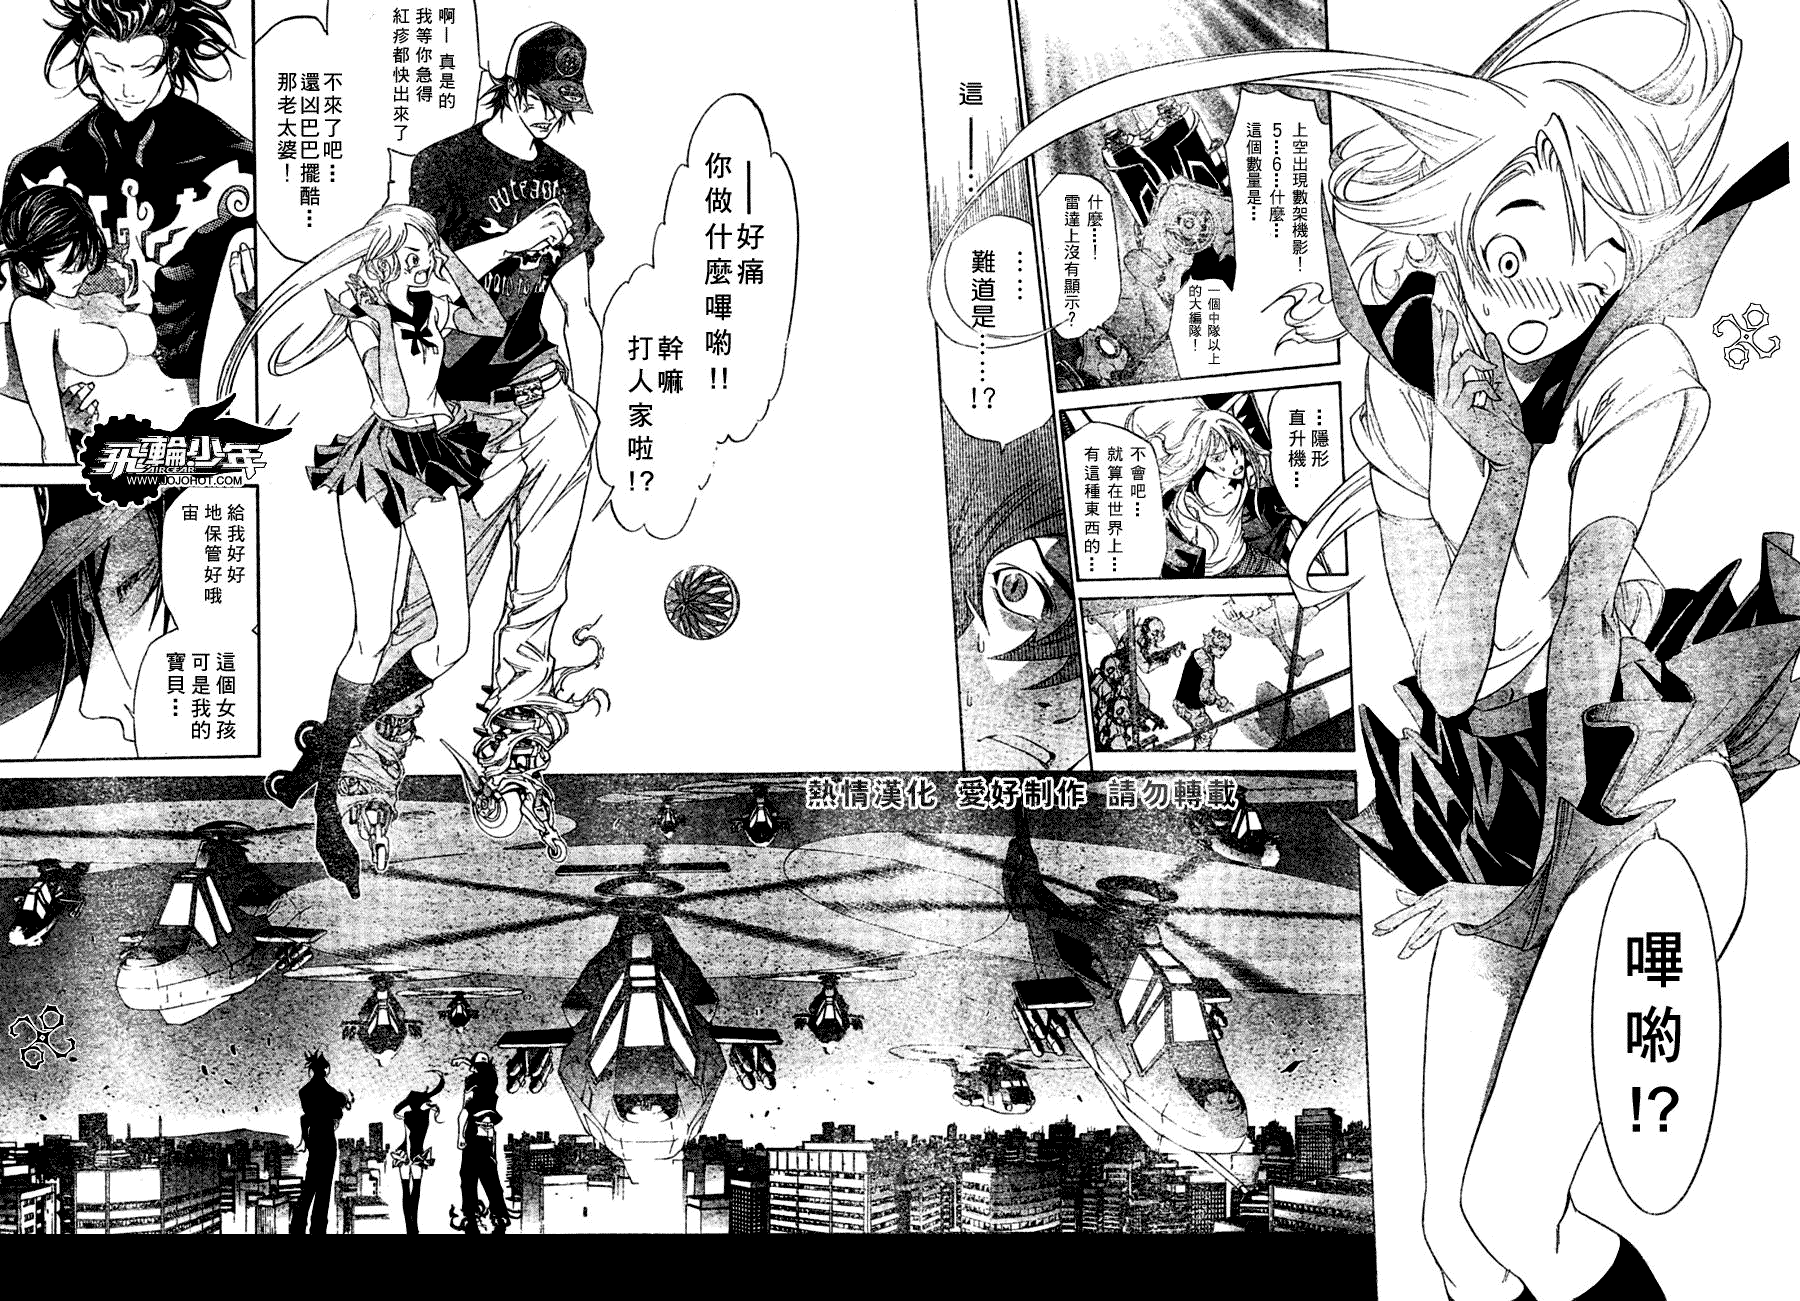 嗶喲!?
上空出現數架機影！
5…6…什麼…
這個數量是…
一個中隊以上
的大編隊！
什麼…！
雷達上沒有顯示?
…隱形
直升機…
不會吧…
就算在世界上…
有這種東西的…
這——…
……
難道是……!?
——好痛
你做什麼嗶喲!!
幹嘛
打人家啦!?
啊— 真是的
我等你急得
紅疹都快出來了
不來了吧…
還凶巴巴擺酷…
那老太婆！
outrage
飛輪少年
AIR GEAR
WWW.JOJOHOT.COM
給我好好
地保管好哦
宙
這個女孩
可是我的
寶貝…
熱情漢化 愛好制作 請勿轉載